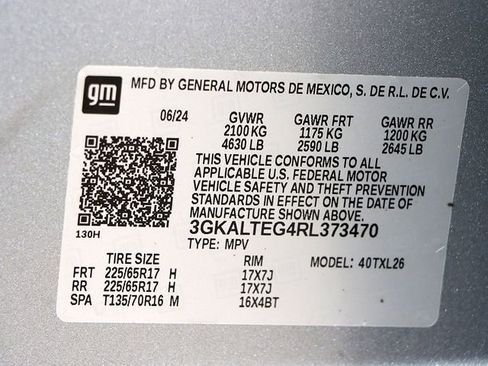 gm MFD BY GENERAL MOTORS DE MEXICO, S. DE R.L. DE C.V.
06/24 GVWR GAWR FRT GAWR RR
2100 KG 1175 KG 1200 KG
4630 LB 2590 LB 2645 LB
THIS VEHICLE CONFORMS TO ALL
APPLICABLE U.S. FEDERAL MOTOR
VEHICLE SAFETY AND THEFT PREVENTION
STANDARDS IN EFFECT ON THE DATE OF
MANUFACTURE SHOWN ABOVE.
130H
3GKALTEG4RL373470
TYPE: MPV
TIRE SIZE RIM MODEL: 40TXL26
FRT 225/65R17 H 17X7J
RR 225/65R17 H 17X7J
SPA T135/70R16 M 16X4BT